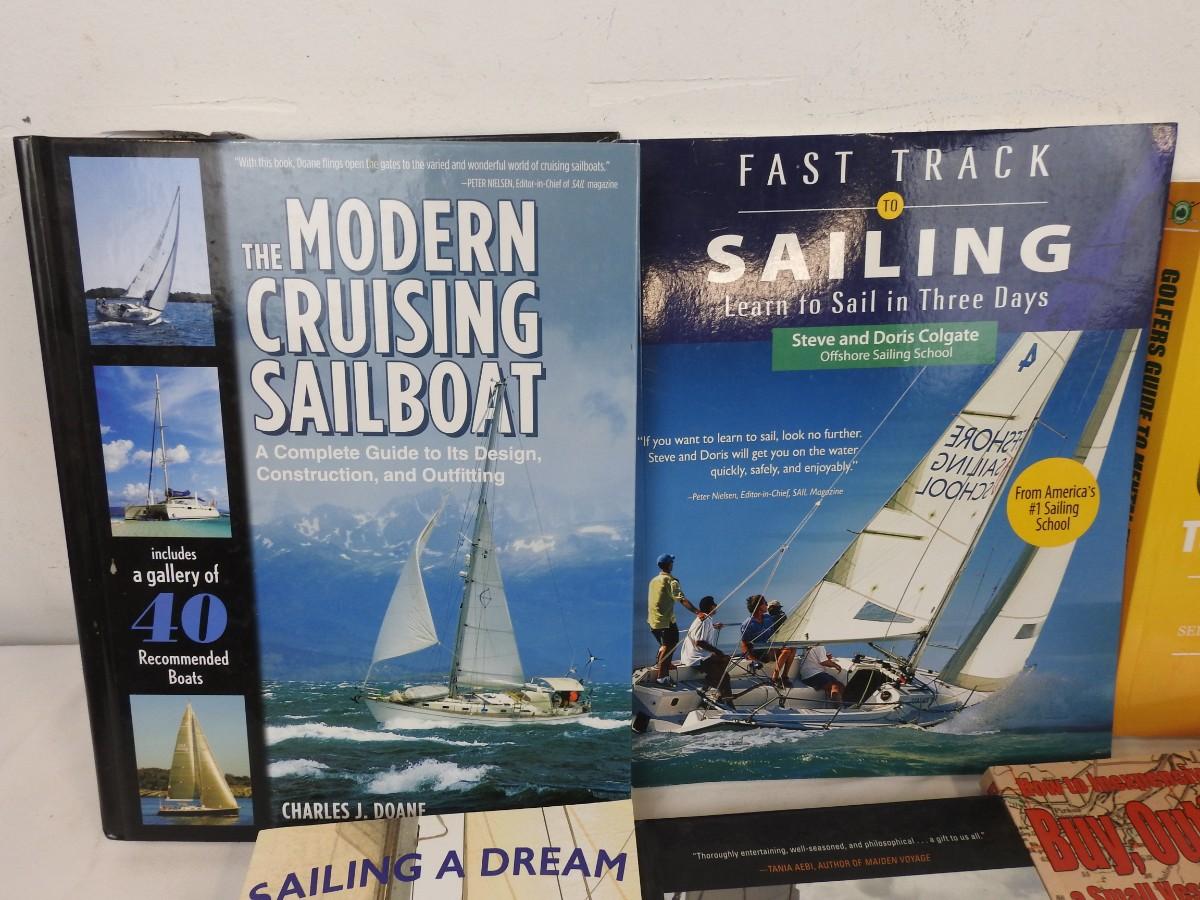 "With this book, Doane flings open the gates to the varied and wonderful world of cruising sailboats."
—PETER NIELSEN, Editor-in-Chief of SAIL magazine
THE MODERN
CRUISING
SAILBOAT
A Complete Guide to Its Design,
Construction, and Outfitting
includes
a gallery of
40
Recommended
Boats
CHARLES J. DOANE
FAST TRACK
TO
SAILING
Learn to Sail in Three Days
Steve and Doris Colgate
Offshore Sailing School
"If you want to learn to sail, look no further.
Steve and Doris will get you on the water
quickly, safely, and enjoyably."
–Peter Nielsen, Editor-in-Chief, SAIL Magazine
4
SHORE
SAILING
SCHOOL
From America's
#1 Sailing
School
GOLFERS GUIDE TO
SAILING A DREAM
"Thoroughly entertaining, well-seasoned, and philosophical . . . a gift to us all."
—TANIA AEBI, AUTHOR OF MAIDEN VOYAGE
How to
Buy,
a Small